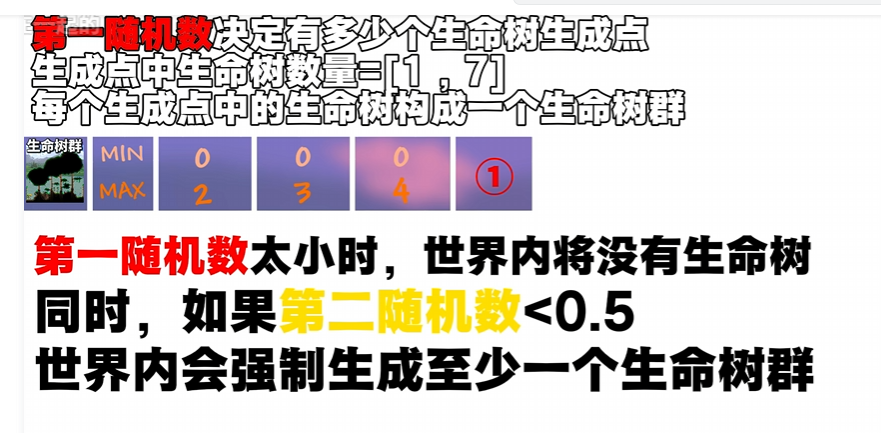 第一随机数决定有多少个生命树生成点
生成点中生命树数量=[1，7]
每个生成点中的生命树构成一个生命树群
生命树群 MIN 0 0 0 ①
MAX 2 3 4
第一随机数太小时，世界内将没有生命树
同时，如果第二随机数<0.5
世界内会强制生成至少一个生命树群